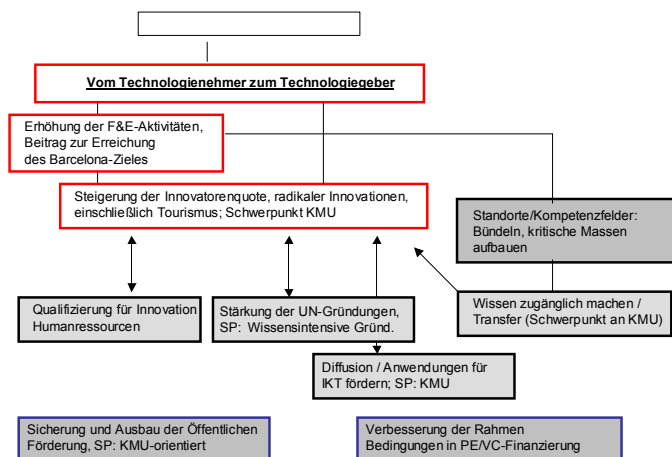 Vom Technologienehmer zum Technologiegeber
Erhöhung der F&E-Aktivitäten,
Beitrag zur Erreichung
des Barcelona-Zieles
Steigerung der Innovatorenquote, radikaler Innovationen,
einschließlich Tourismus; Schwerpunkt KMU
Standorte/Kompetenzfelder:
Bündeln, kritische Massen
aufbauen
Qualifizierung für Innovation
Humanressourcen
Stärkung der UN-Gründungen,
SP: Wissensintensive Gründ.
Wissen zugänglich machen /
Transfer (Schwerpunkt an KMU)
Diffusion / Anwendungen für
IKT fördern; SP: KMU
Sicherung und Ausbau der Öffentlichen
Förderung, SP: KMU-orientiert
Verbesserung der Rahmen
Bedingungen in PE/VC-Finanzierung